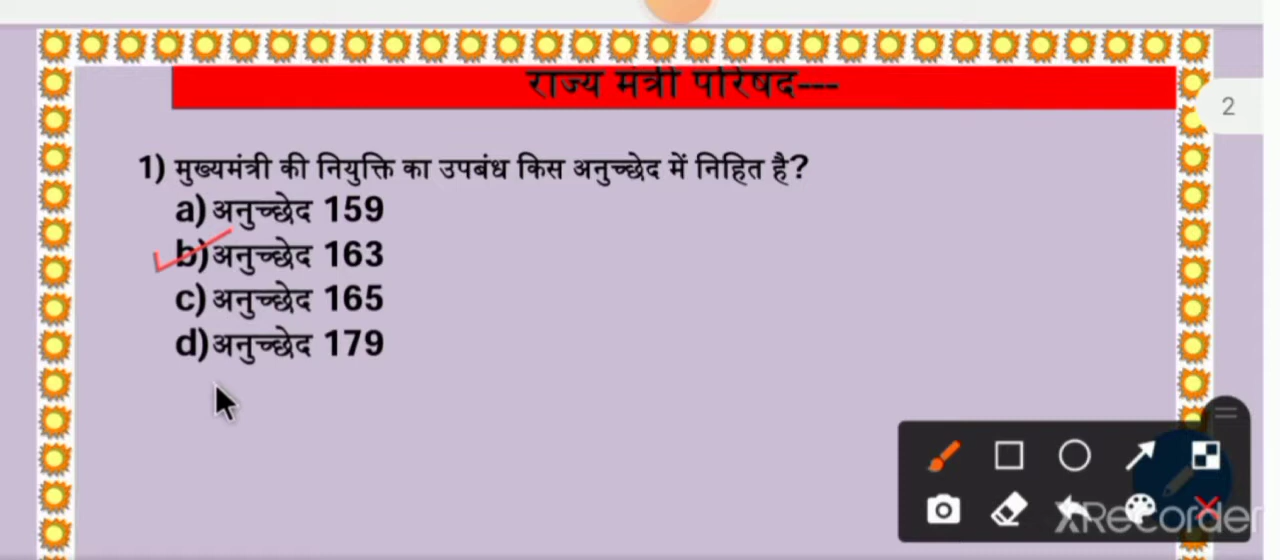 राज्य मंत्री परिषद---
2
1) मुख्यमंत्री की नियुक्ति का उपबंध किस अनुच्छेद में निहित है?
a) अनुच्छेद 159
b) अनुच्छेद 163
c) अनुच्छेद 165
d) अनुच्छेद 179
XRecorder